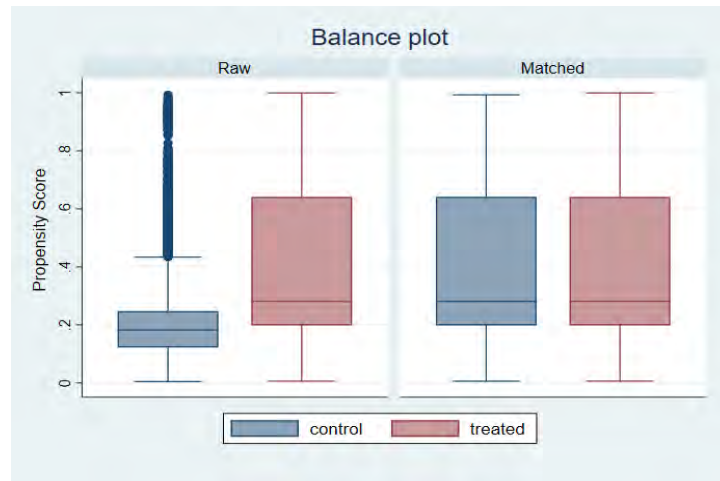 Balance plot
Raw
Matched
Propensity Score
1
.8
.6
.4
.2
0
control
treated